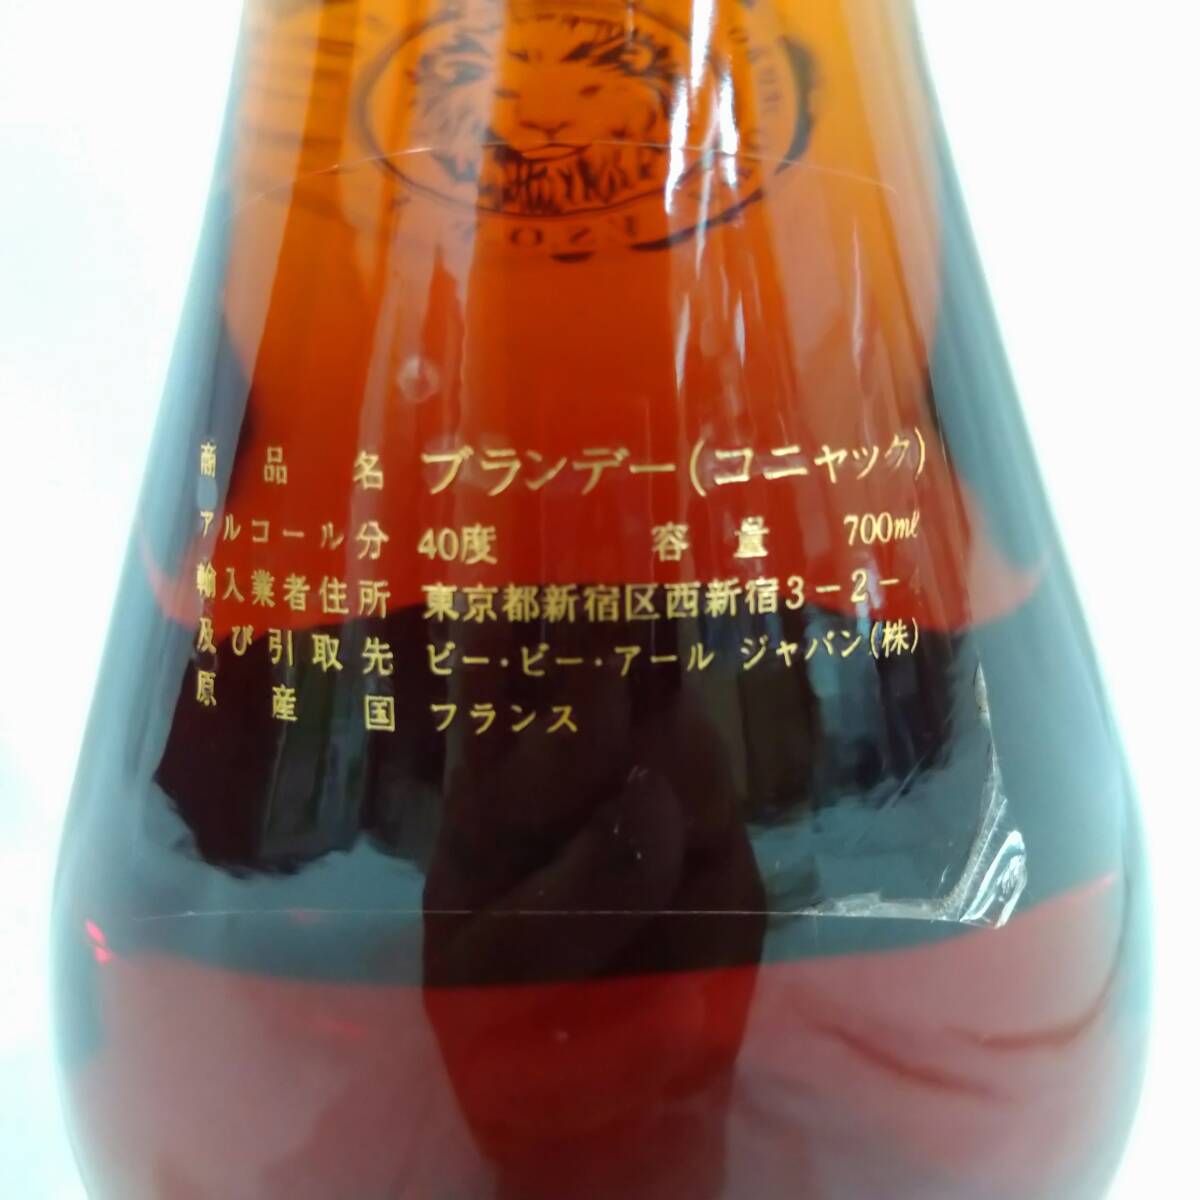 商品名 ブランデー(コニャック)
アルコール分 40度 容量 700mℓ
輸入業者住所 東京都新宿区西新宿3-2-4
及び引取先 ビー・ビー・アール ジャパン(株)
原産国 フランス